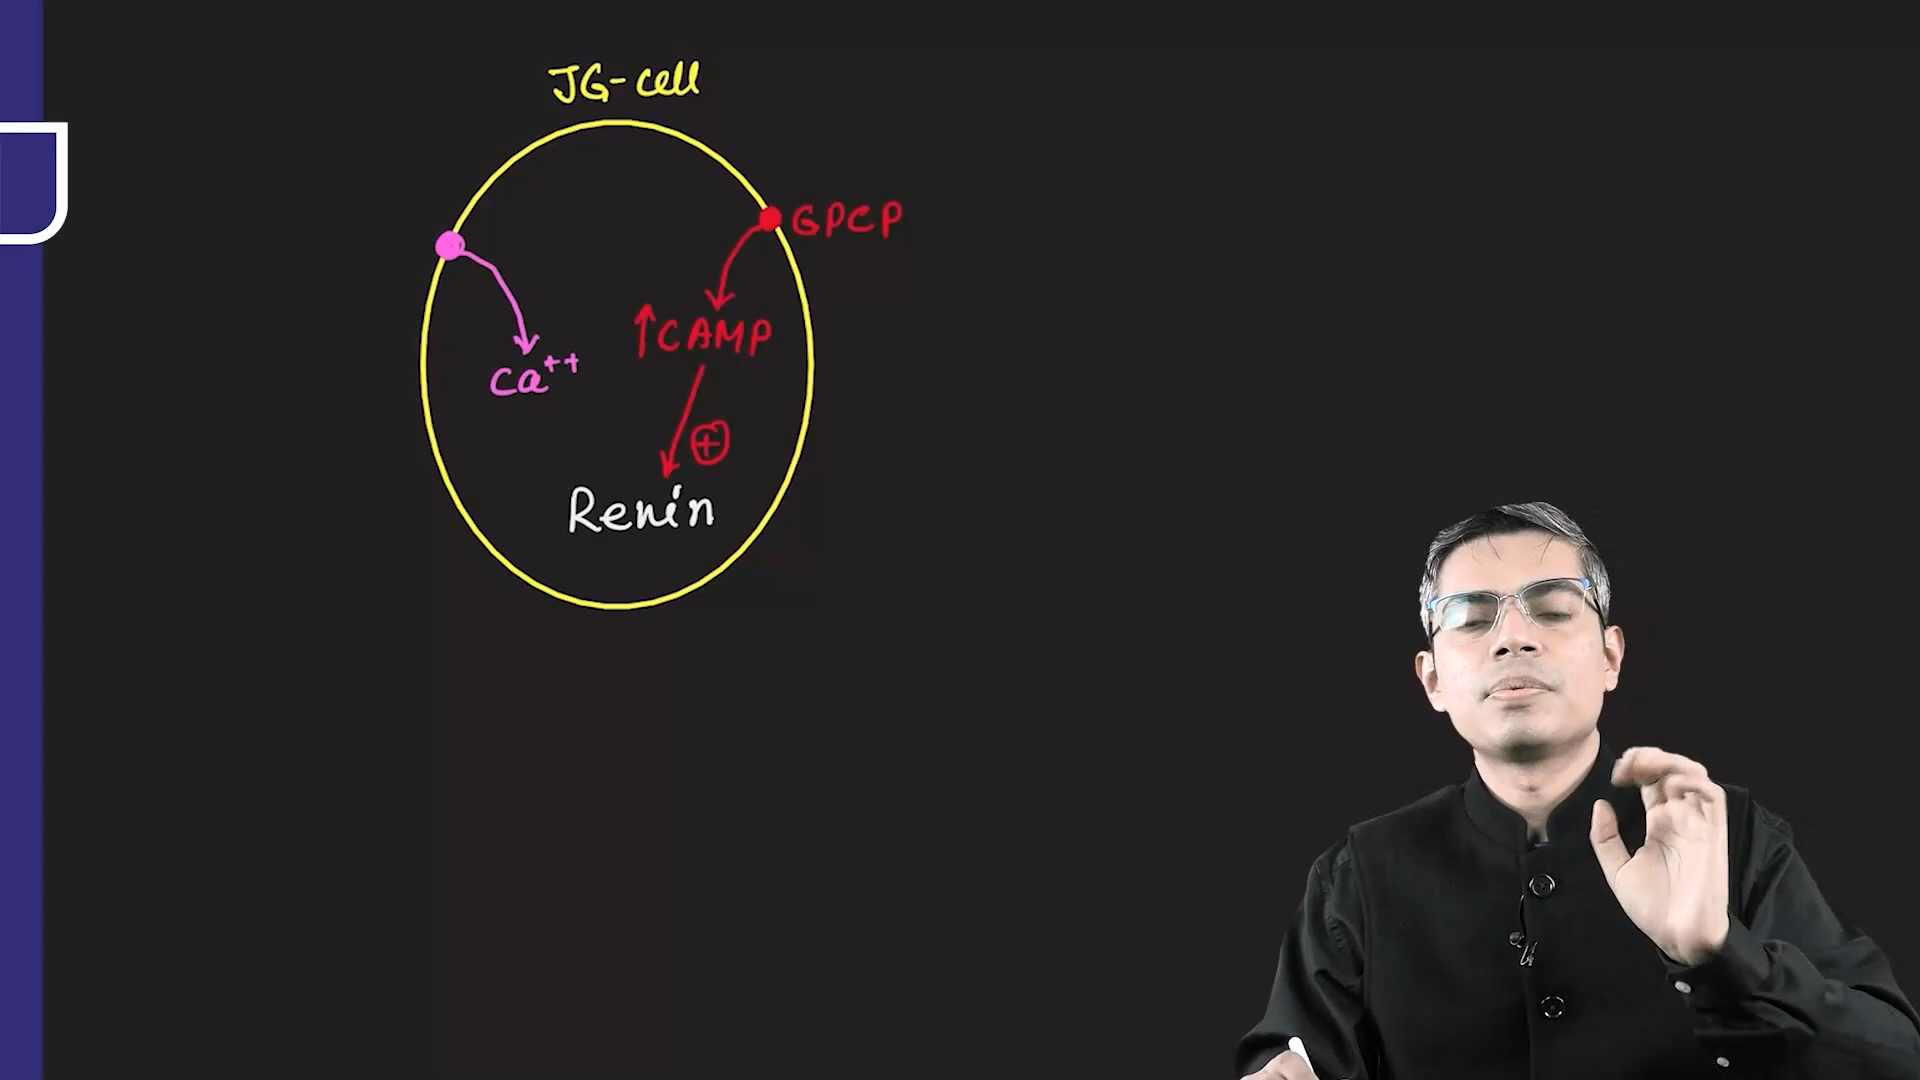 JG-cell
GPCP
↑CAMP
Ca++
+
Renin